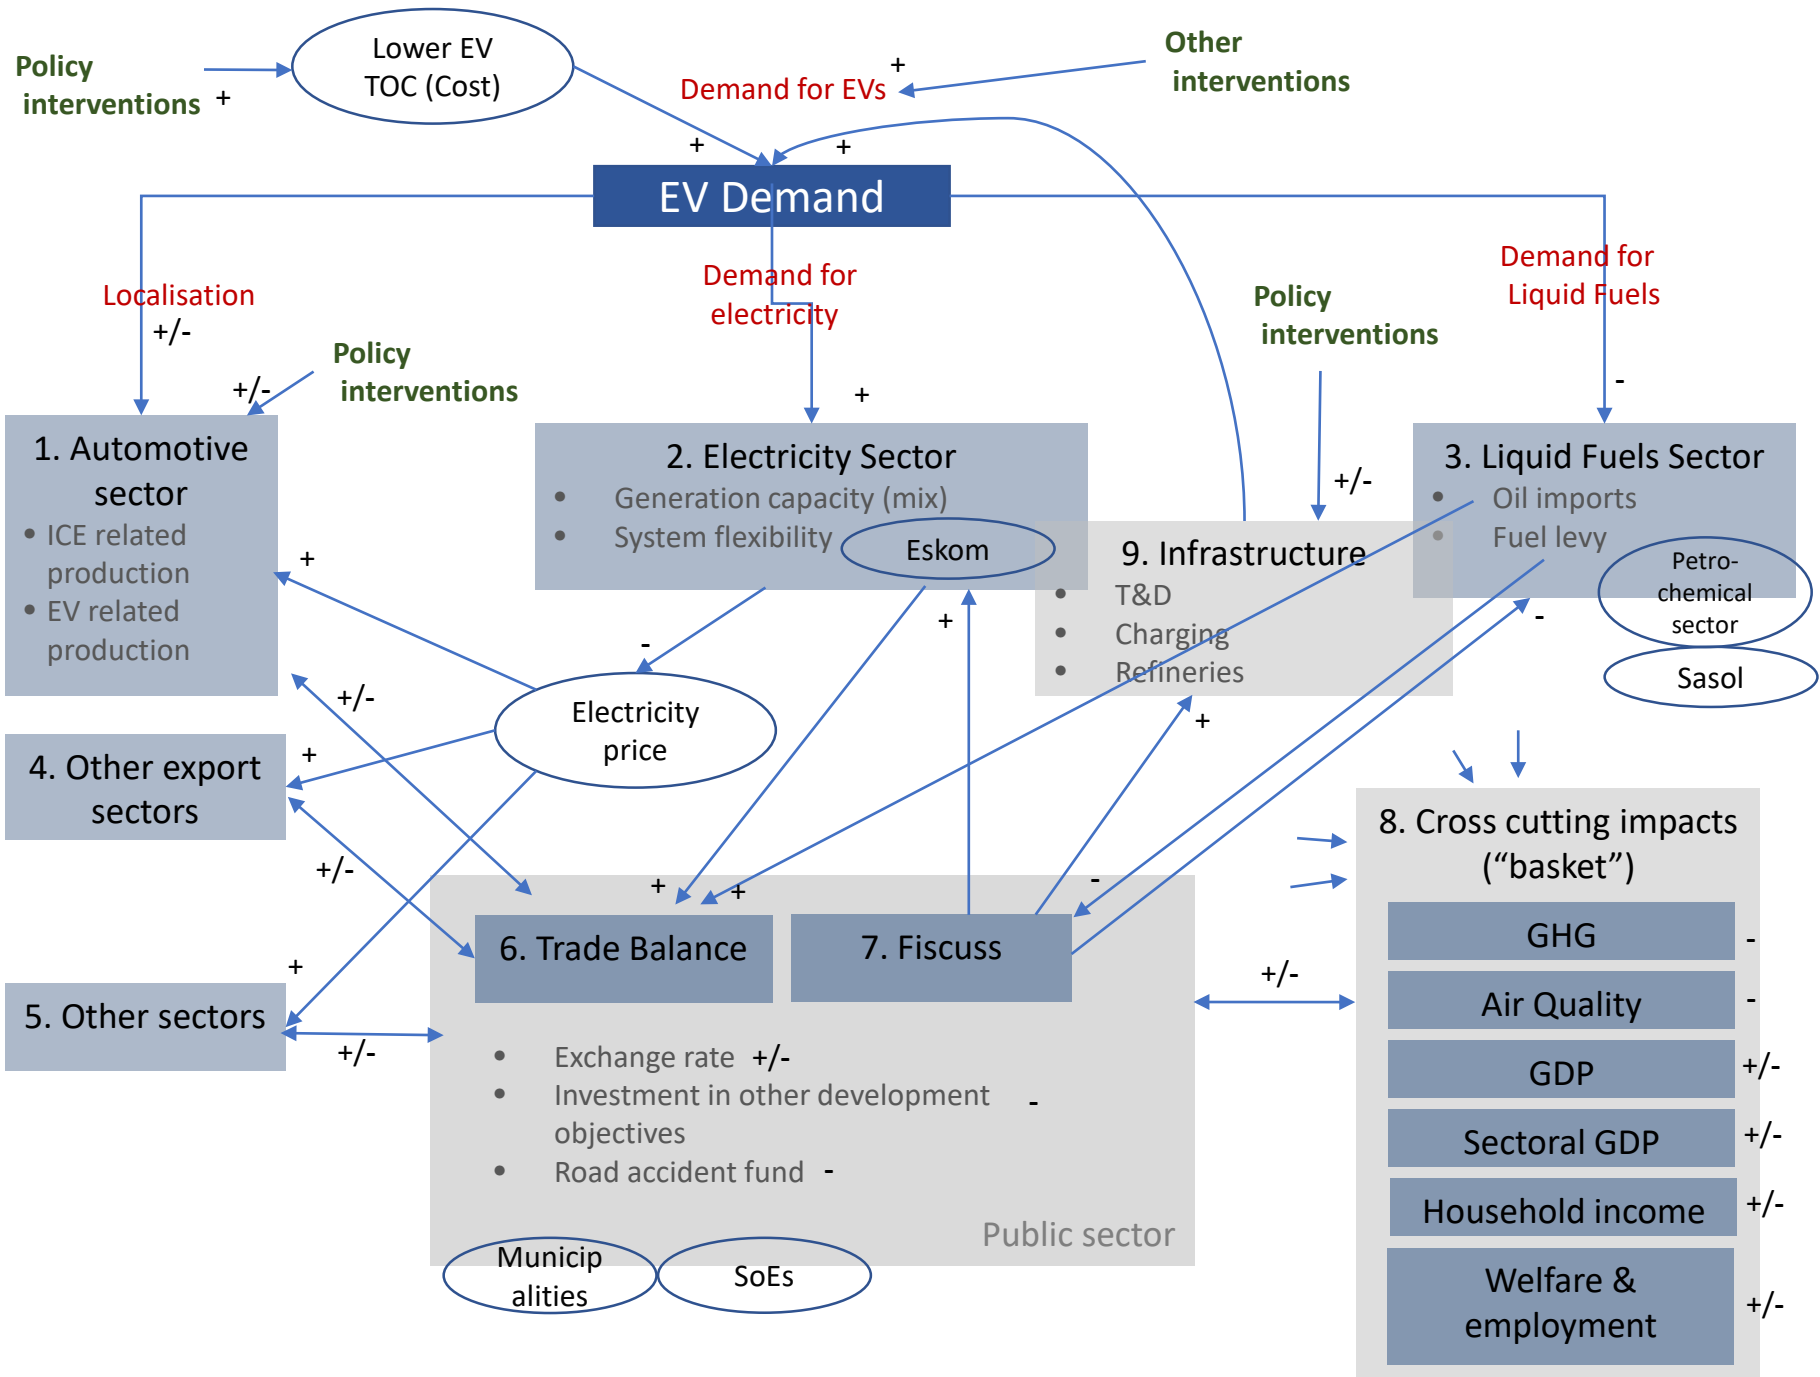 Policy
interventions
+
Lower EV
TOC (Cost)
Demand for EVs
+
Other
interventions
+
+
EV Demand
Localisation
+/-
Demand for
electricity
+
Demand for
Liquid Fuels
-
Policy
interventions
+/-
Policy
interventions
+/-
1. Automotive
sector
• ICE related
production
• EV related
production
2. Electricity Sector
• Generation capacity (mix)
• System flexibility
Eskom
9. Infrastructure
• T&D
• Charging
• Refineries
3. Liquid Fuels Sector
• Oil imports
• Fuel levy
Petro-
chemical
sector
Sasol
+
-
+
-
+/-
Electricity
price
+
+
4. Other export
sectors
+/-
+
+
-
6. Trade Balance
7. Fiscuss
+
5. Other sectors
+/-
• Exchange rate +/-
• Investment in other development -
objectives
• Road accident fund -
Public sector
Municip
alities
SoEs
+/-
8. Cross cutting impacts
(“basket”)
GHG -
Air Quality -
GDP +/-
Sectoral GDP +/-
Household income +/-
Welfare &
employment +/-